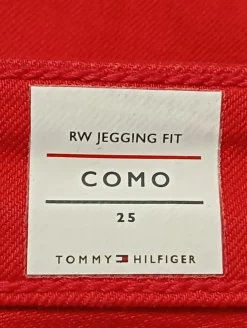 RW JEGGING FIT
COMO
25
TOMMY HILFIGER